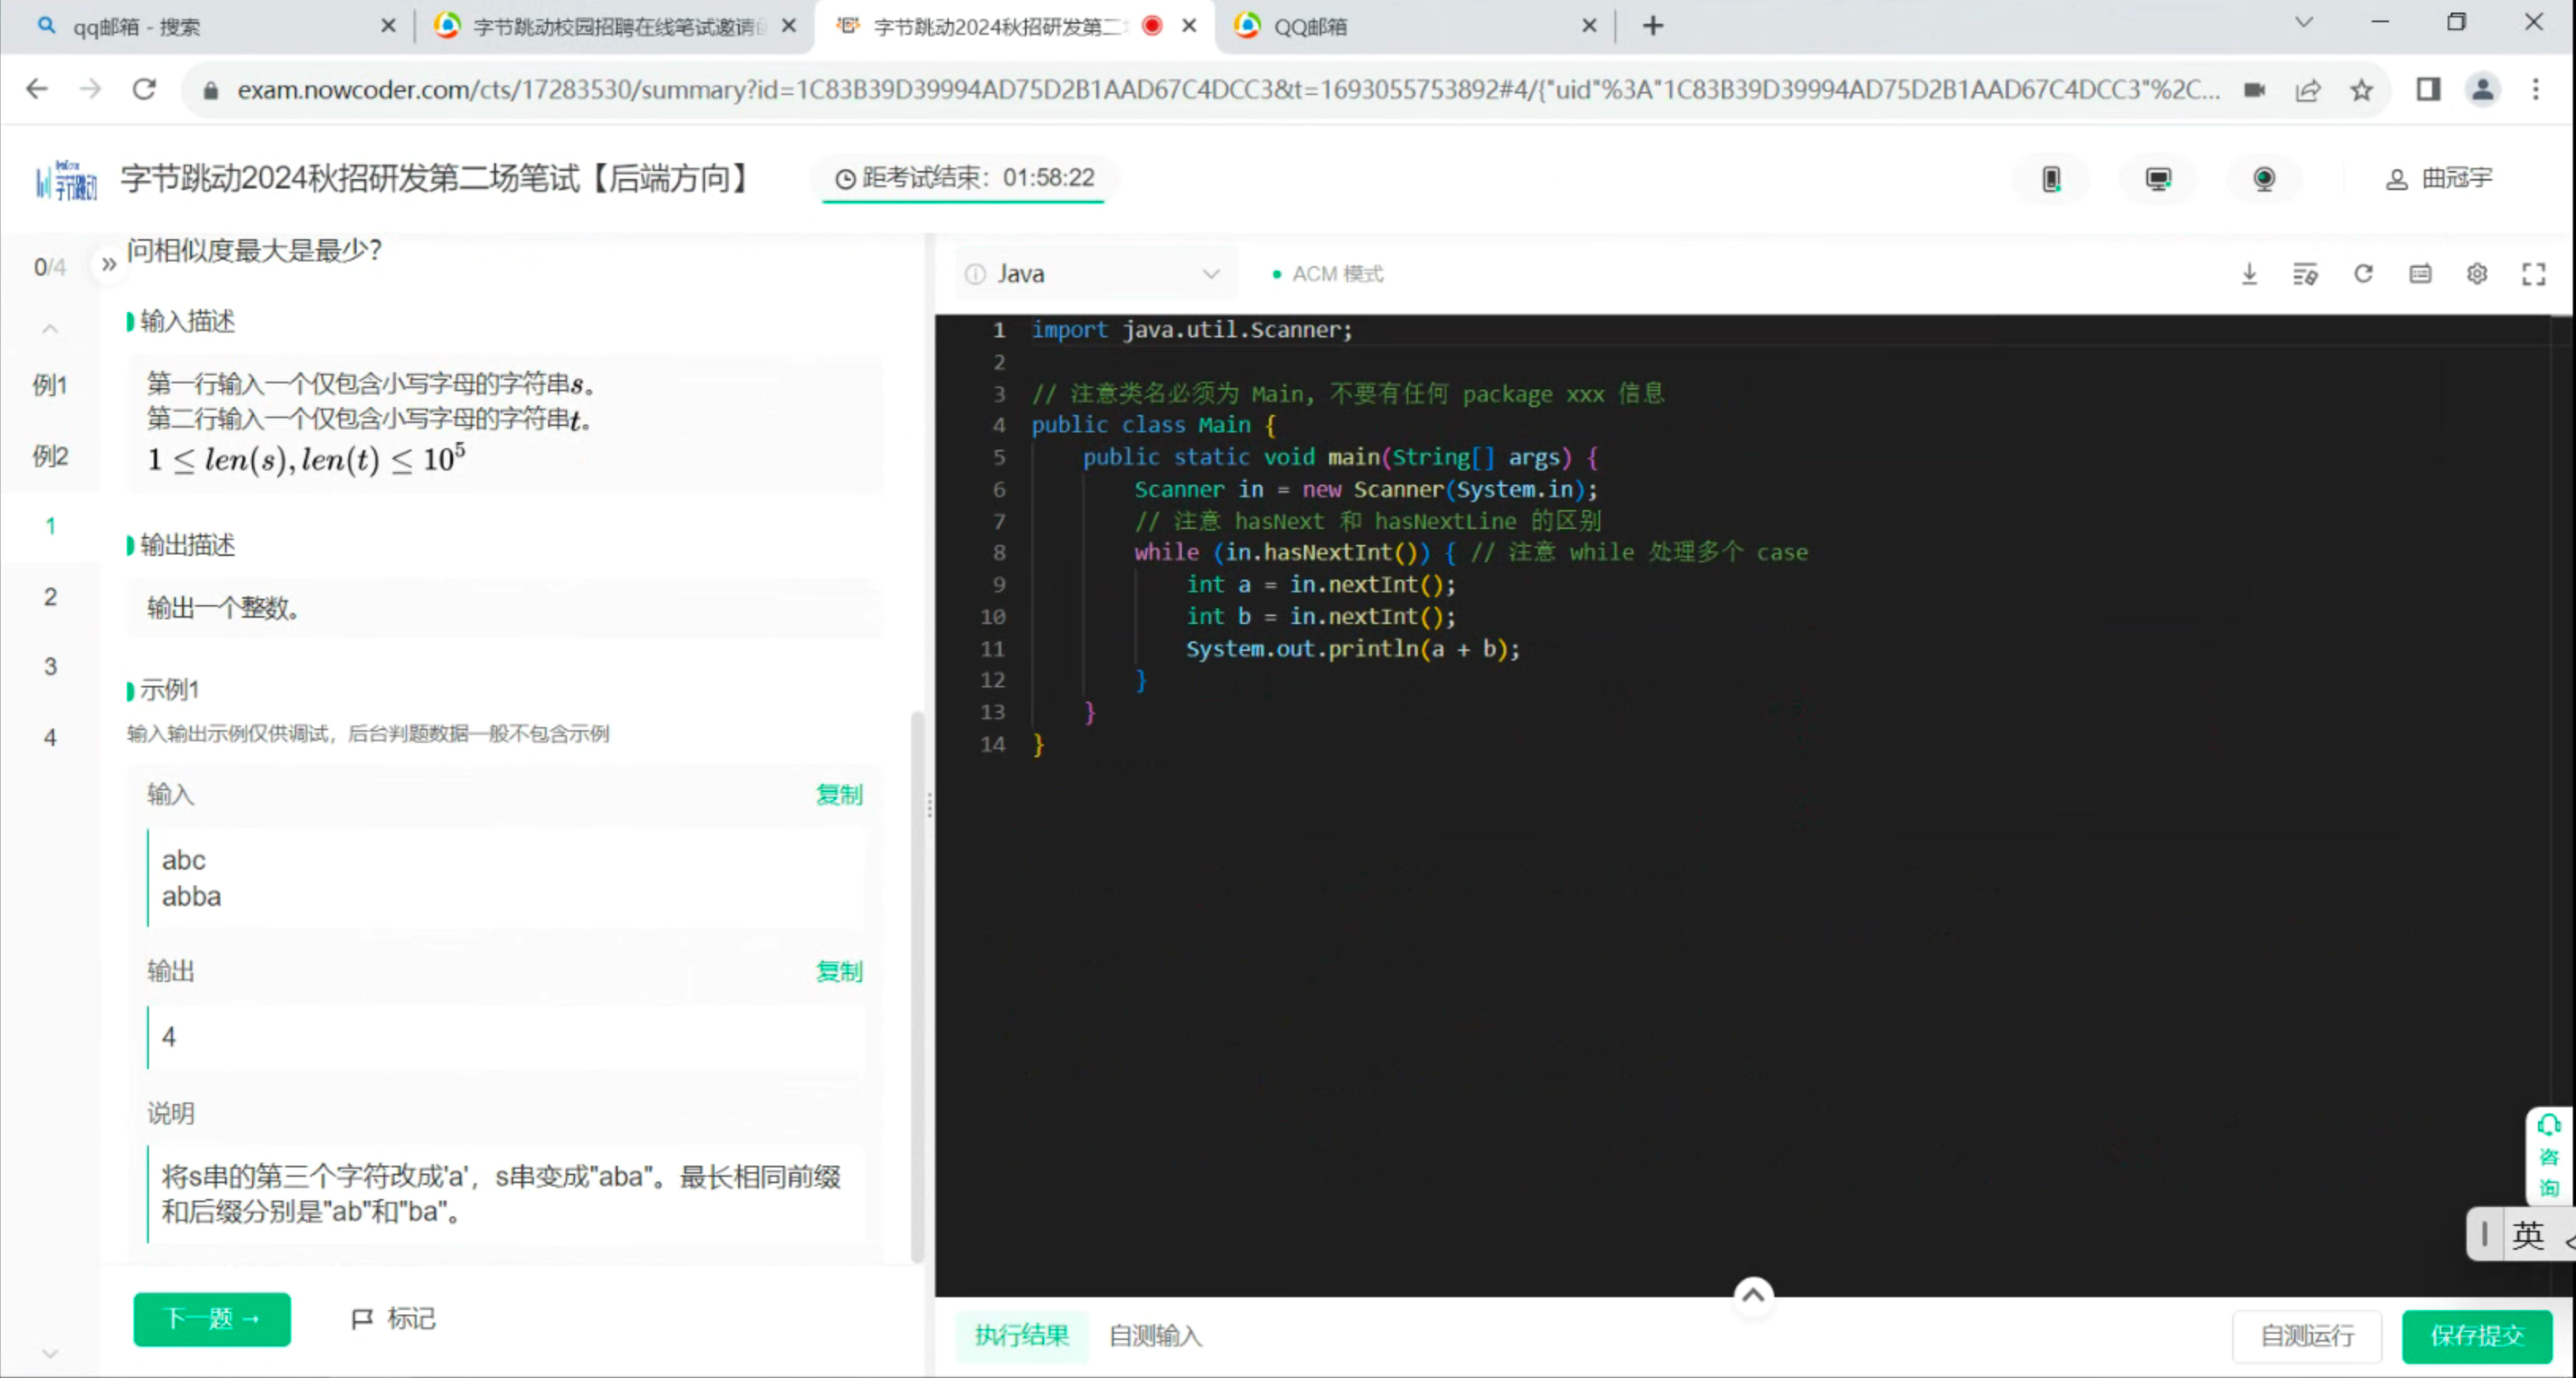 qq邮箱 - 搜索
字节跳动校园招聘在线笔试邀请
字节跳动2024秋招研发第二
QQ邮箱
exam.nowcoder.com/cts/17283530/summary?id=1C83B39D39994AD75D2B1AAD67C4DCC3&t=1693055753892#4/{"uid"%3A"1C83B39D39994AD75D2B1AAD67C4DCC3"%2C...
字节跳动
字节跳动2024秋招研发第二场笔试【后端方向】
距考试结束：01:58:22
曲冠宇
0/4
例1
例2
1
2
3
4
问相似度最大是最少？
输入描述
第一行输入一个仅包含小写字母的字符串s。
第二行输入一个仅包含小写字母的字符串t。
1 ≤ len(s), len(t) ≤ 10^5
输出描述
输出一个整数。
示例1
输入输出示例仅供调试，后台判题数据一般不包含示例
输入 复制
abc
abba
输出 复制
4
说明
将s串的第三个字符改成'a'，s串变成"aba"。最长相同前缀
和后缀分别是"ab"和"ba"。
下一题→ 标记
Java ACM 模式
1 import java.util.Scanner;
2
3 // 注意类名必须为 Main, 不要有任何 package xxx 信息
4 public class Main {
5 public static void main(String[] args) {
6 Scanner in = new Scanner(System.in);
7 // 注意 hasNext 和 hasNextLine 的区别
8 while (in.hasNextInt()) { // 注意 while 处理多个 case
9 int a = in.nextInt();
10 int b = in.nextInt();
11 System.out.println(a + b);
12 }
13 }
14 }
咨
询
英
执行结果 自测输入
自测运行 保存提交